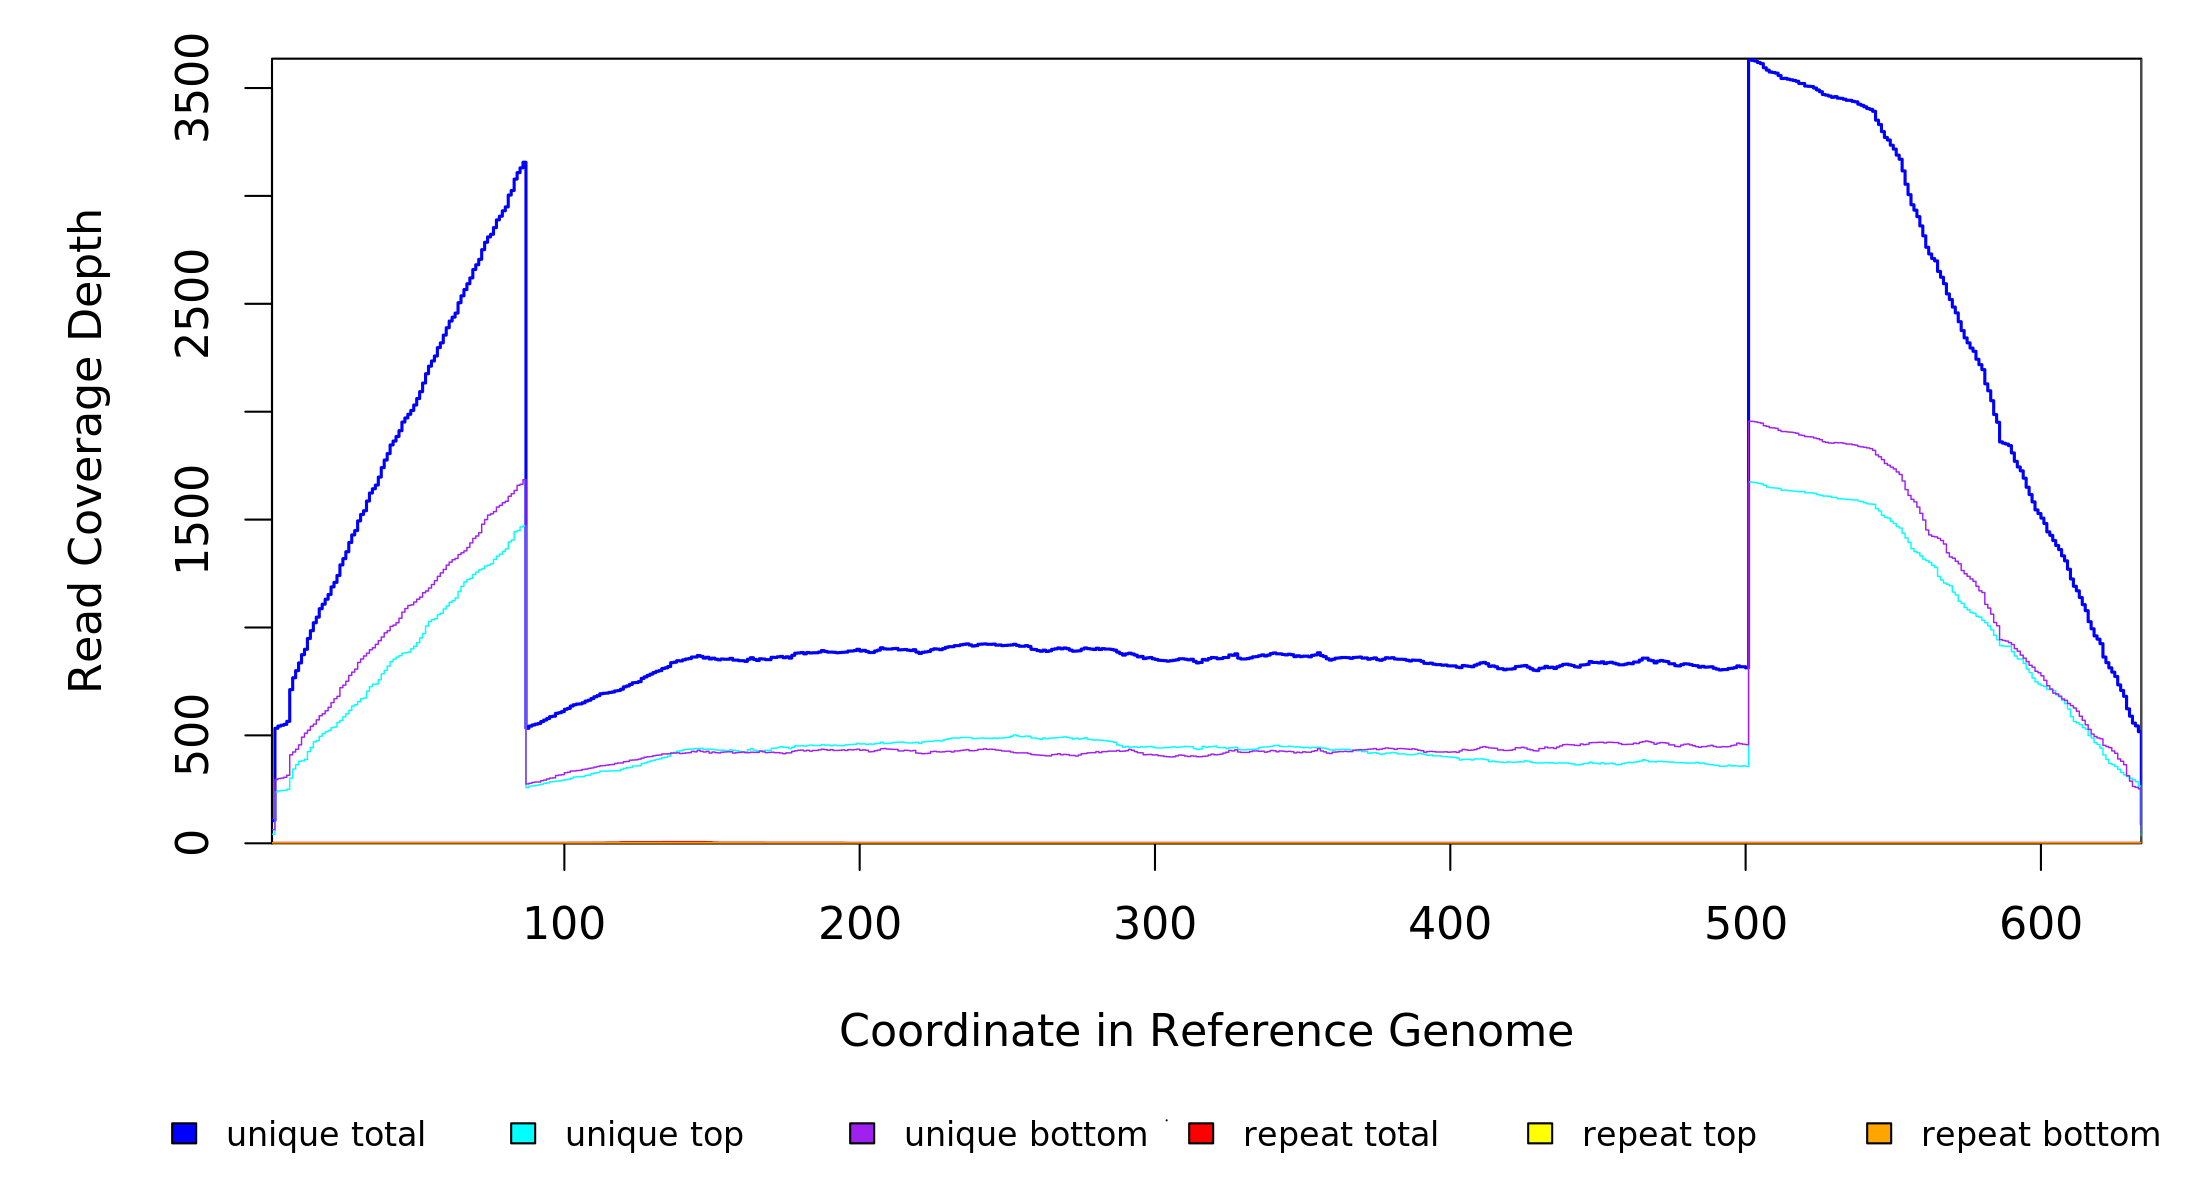 Read Coverage Depth
3500
2500
1500
500
0
100 200 300 400 500 600
Coordinate in Reference Genome
unique total unique top unique bottom repeat total repeat top repeat bottom